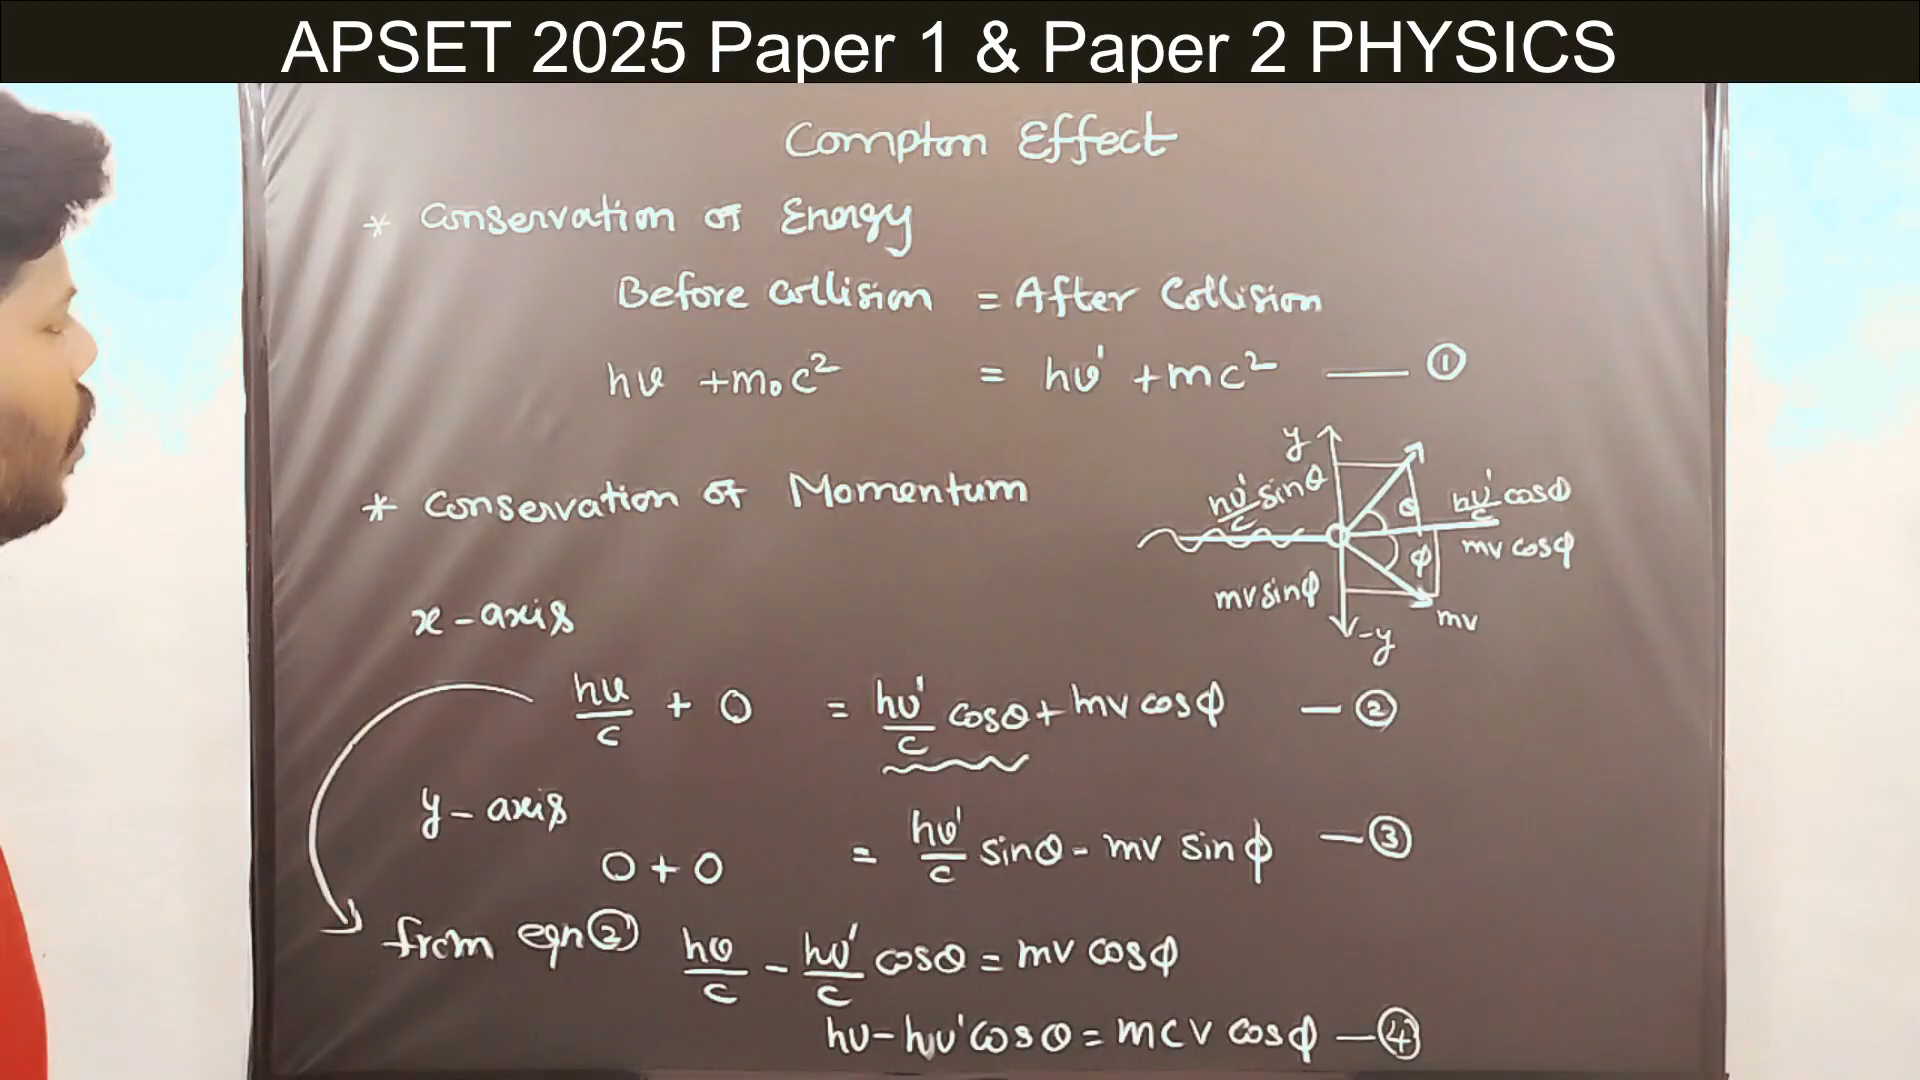 APSET 2025 Paper 1 & Paper 2 PHYSICS
Compton Effect
* Conservation of Energy
Before collision = After Collision
hν + m₀c² = hν' + mc² — ①
* Conservation of Momentum
y
hν'/c sinθ
θ
hν'/c cosΦ
mv cosφ
φ
mv sinφ
mv
-y
x-axis
hν/c + 0 = hν'/c cosθ + mv cosφ — ②
y-axis
0 + 0 = hν'/c sinθ - mv sin φ — ③
from eqn ② hν/c - hν'/c cosθ = mv cosφ
hν - hν' cosθ = mcv cosφ — ④